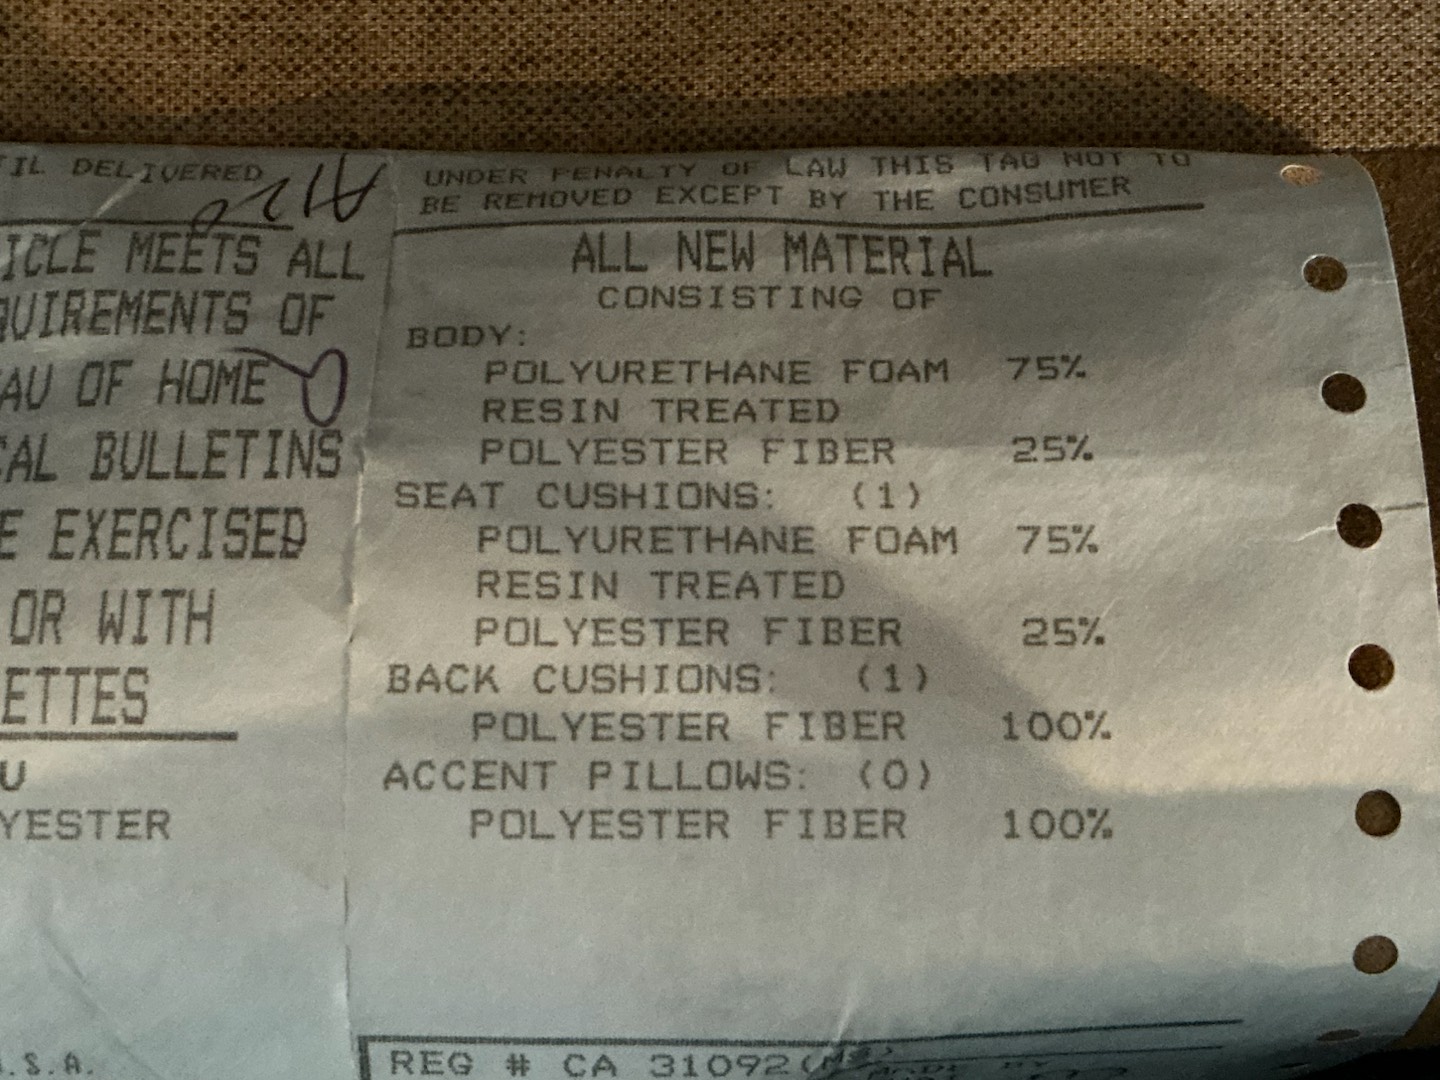 IL DELIVERED
ICLE MEETS ALL
QUIREMENTS OF
AU OF HOME
CAL BULLETINS
E EXERCISED
OR WITH
ETTES
U
YESTER
.S.A.
UNDER PENALTY OF LAW THIS TAG NOT TO
BE REMOVED EXCEPT BY THE CONSUMER
ALL NEW MATERIAL
CONSISTING OF
BODY:
POLYURETHANE FOAM 75%
RESIN TREATED
POLYESTER FIBER 25%
SEAT CUSHIONS: (1)
POLYURETHANE FOAM 75%
RESIN TREATED
POLYESTER FIBER 25%
BACK CUSHIONS: (1)
POLYESTER FIBER 100%
ACCENT PILLOWS: (0)
POLYESTER FIBER 100%
REG # CA 31092